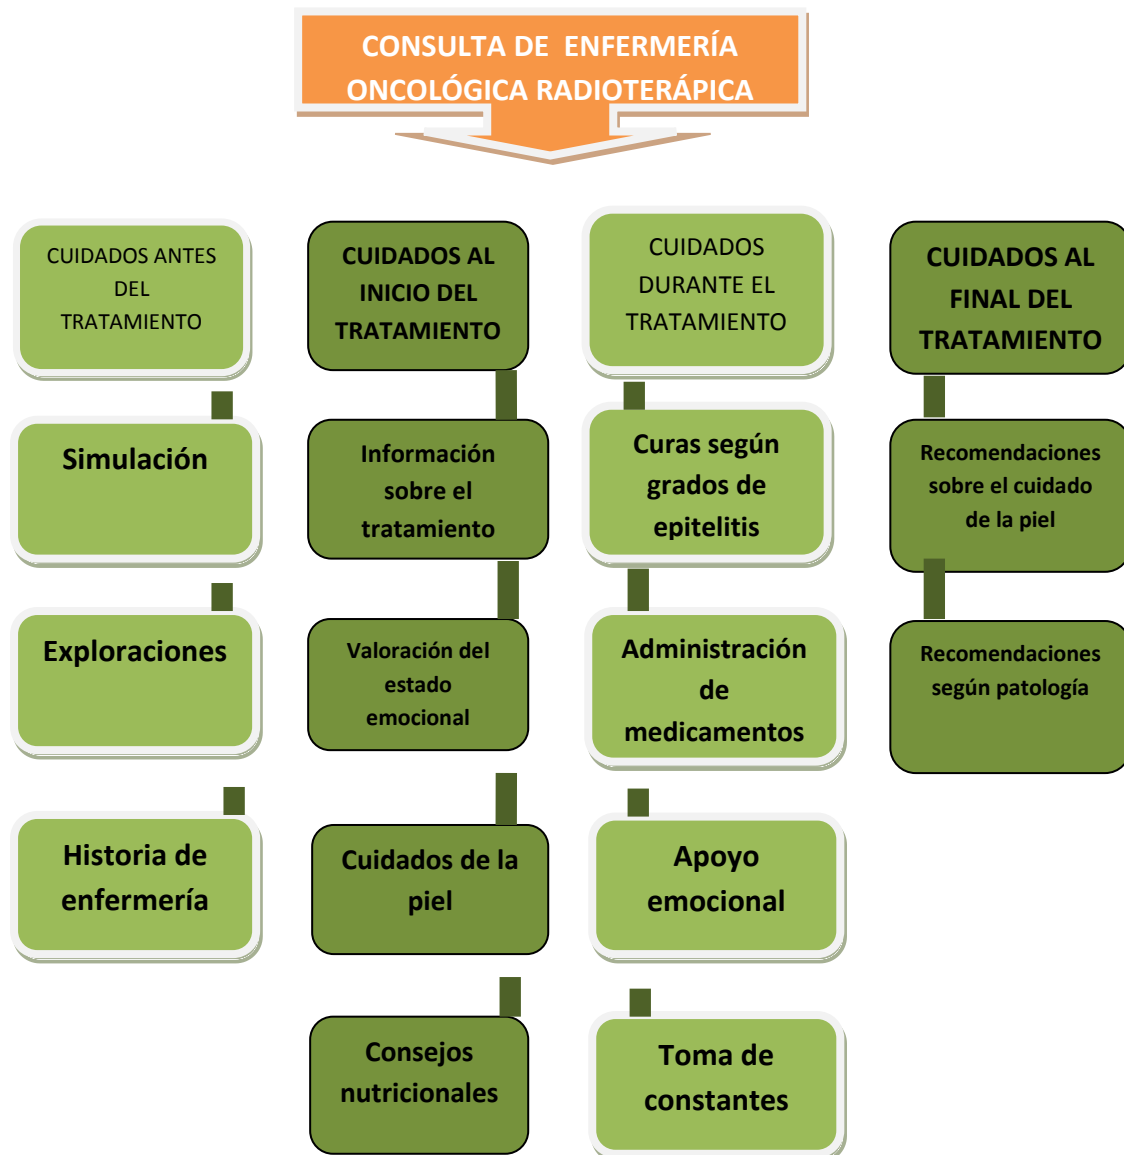 CONSULTA DE ENFERMERÍA
ONCOLÓGICA RADIOTERÁPICA
CUIDADOS ANTES
DEL
TRATAMIENTO
Simulación
Exploraciones
Historia de
enfermería
CUIDADOS AL
INICIO DEL
TRATAMIENTO
Información
sobre el
tratamiento
Valoración del
estado
emocional
Cuidados de la
piel
Consejos
nutricionales
CUIDADOS
DURANTE EL
TRATAMIENTO
Curas según
grados de
epitelitis
Administración
de
medicamentos
Apoyo
emocional
Toma de
constantes
CUIDADOS AL
FINAL DEL
TRATAMIENTO
Recomendaciones
sobre el cuidado
de la piel
Recomendaciones
según patología